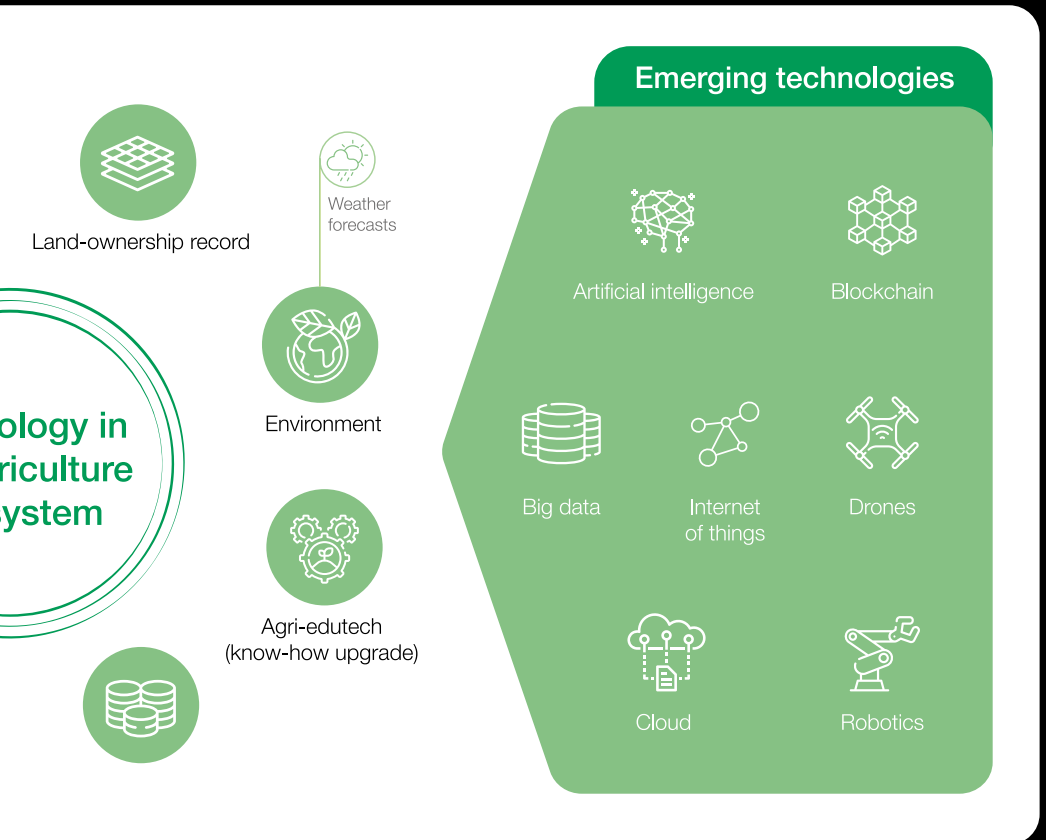 Emerging technologies
Land-ownership record
Weather
forecasts
Environment
ology in
riculture
system
Agri-edutech
(know-how upgrade)
Artificial intelligence
Blockchain
Big data
Internet
of things
Drones
Cloud
Robotics